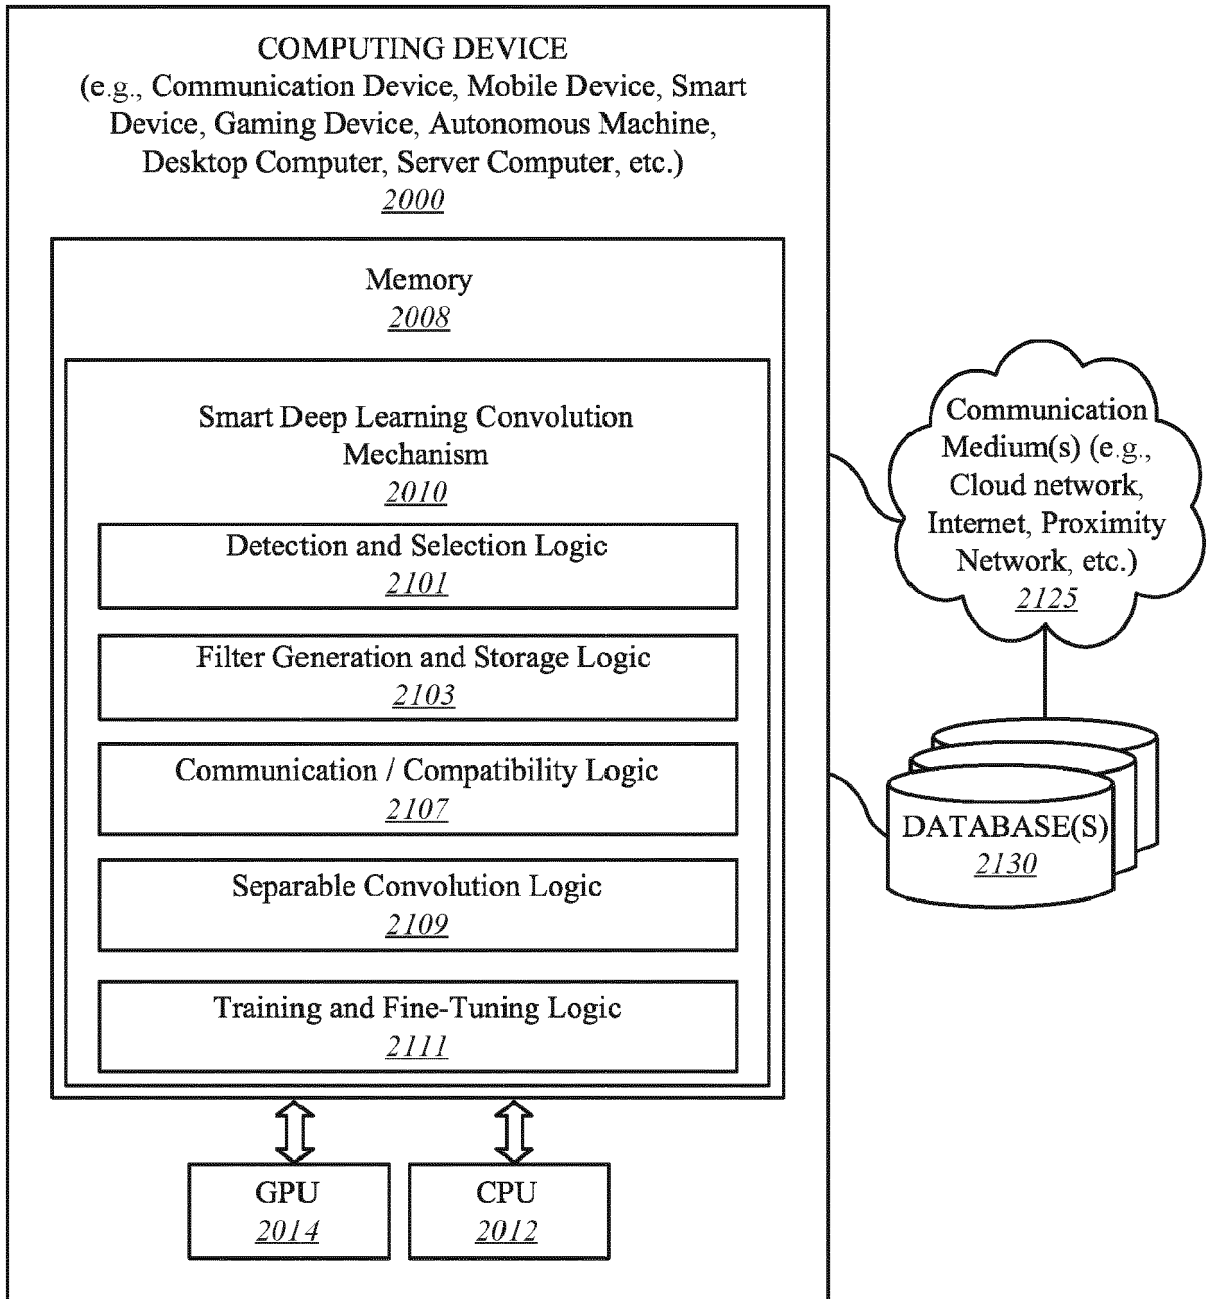 COMPUTING DEVICE
(e.g., Communication Device, Mobile Device, Smart
Device, Gaming Device, Autonomous Machine,
Desktop Computer, Server Computer, etc.)
2000
Memory
2008
Smart Deep Learning Convolution
Mechanism
2010
Detection and Selection Logic
2101
Filter Generation and Storage Logic
2103
Communication / Compatibility Logic
2107
Separable Convolution Logic
2109
Training and Fine-Tuning Logic
2111
GPU
2014
CPU
2012
Communication
Medium(s) (e.g.,
Cloud network,
Internet, Proximity
Network, etc.)
2125
DATABASE(S)
2130